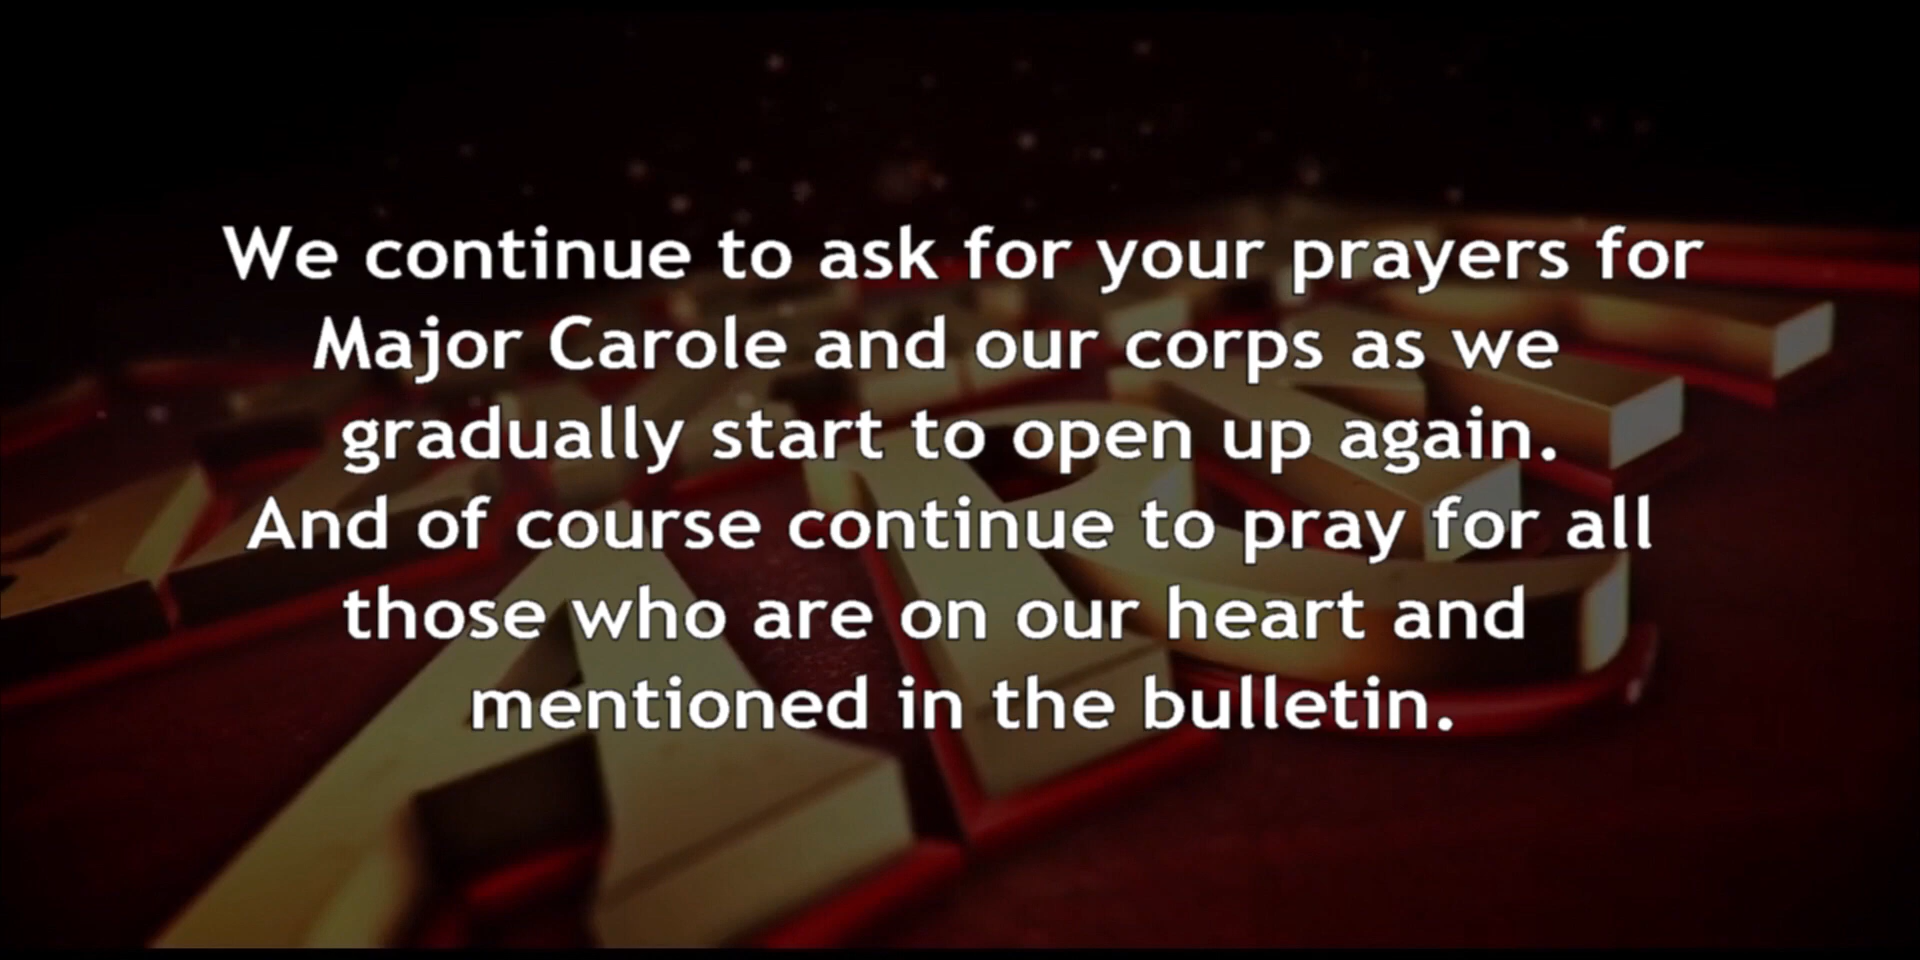 We continue to ask for your prayers for
Major Carole and our corps as we
gradually start to open up again.
And of course continue to pray for all
those who are on our heart and
mentioned in the bulletin.